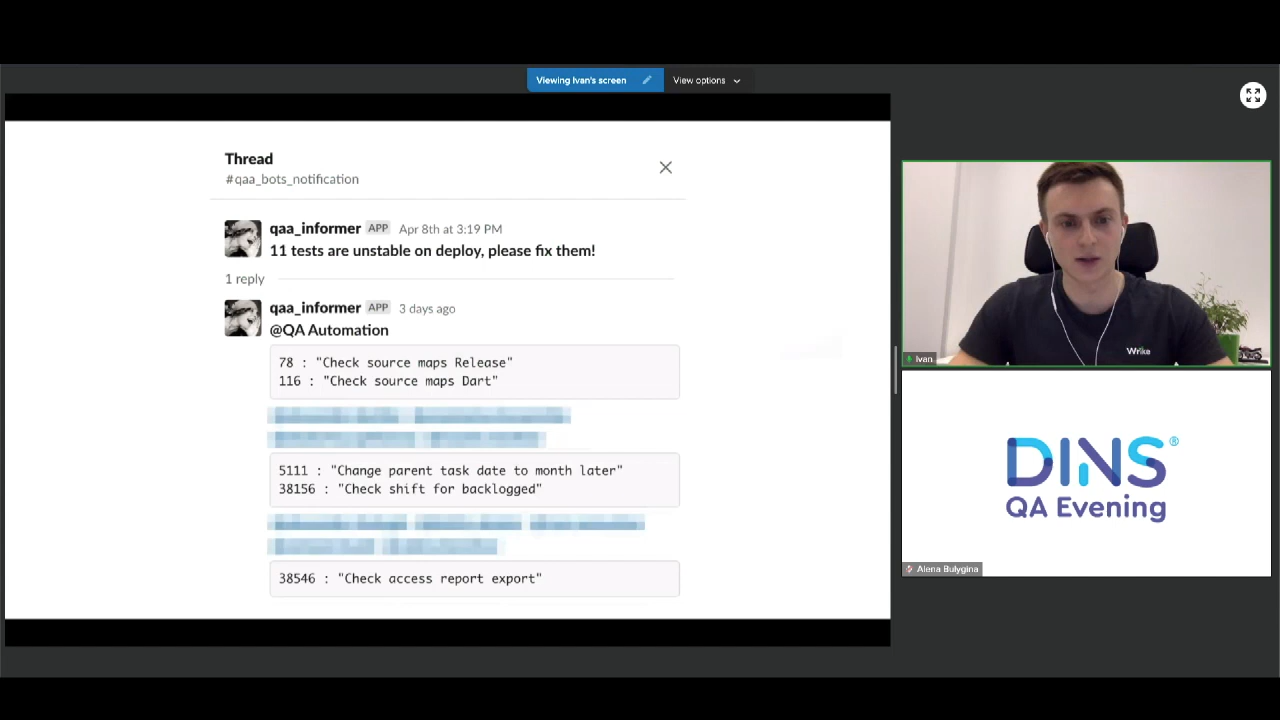 Viewing Ivan's screen
View options
Thread
#qaa_bots_notification
qaa_informer APP Apr 8th at 3:19 PM
11 tests are unstable on deploy, please fix them!
1 reply
qaa_informer APP 3 days ago
@QA Automation
78 : "Check source maps Release"
116 : "Check source maps Dart"
5111 : "Change parent task date to month later"
38156 : "Check shift for backlogged"
38546 : "Check access report export"
Wrike
Ivan
DINS®
QA Evening
Alena Bulygina